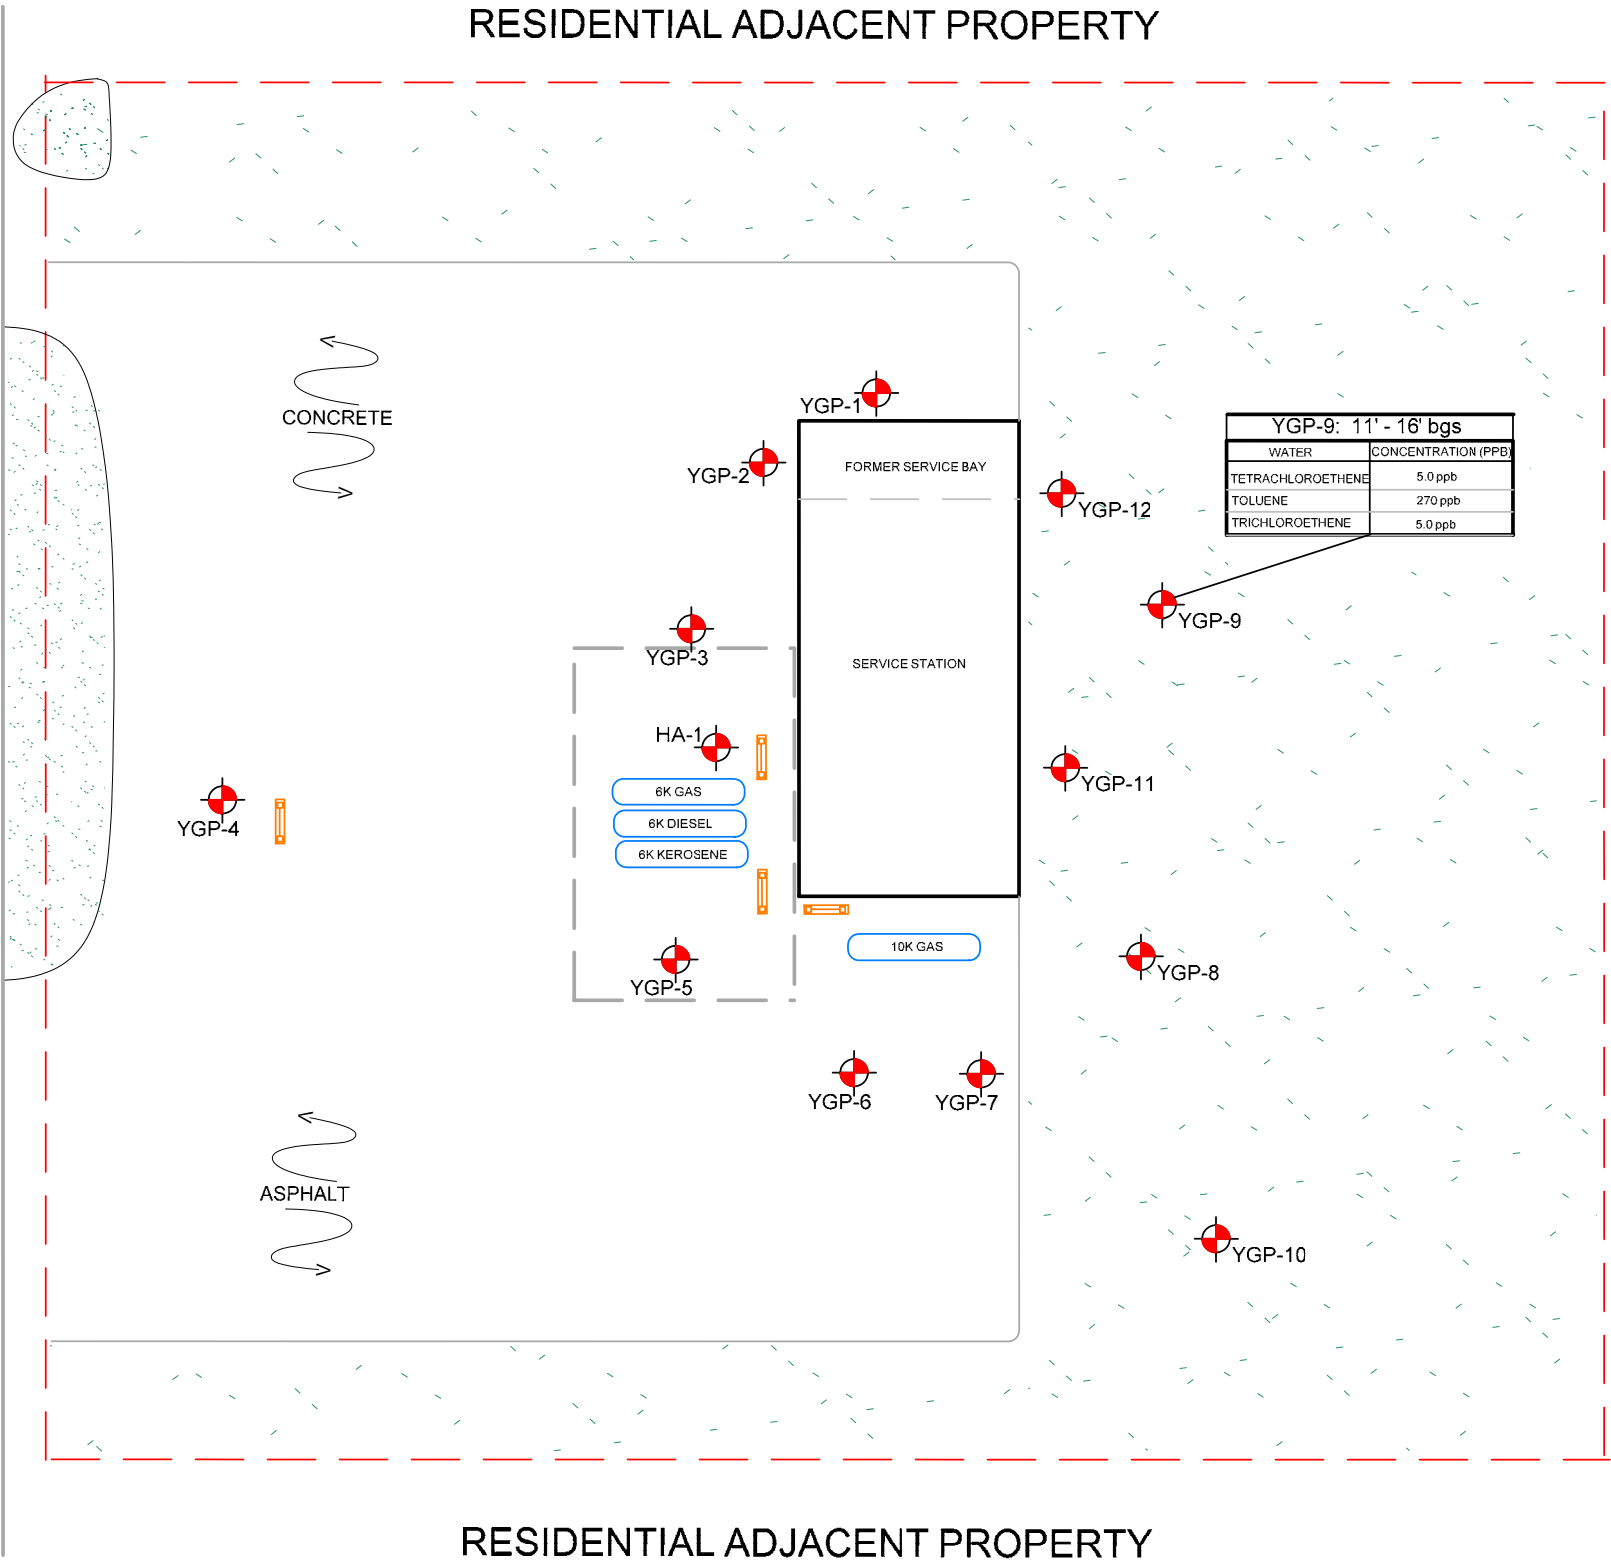 RESIDENTIAL ADJACENT PROPERTY
CONCRETE
YGP-1
YGP-2
FORMER SERVICE BAY
YGP-12
YGP-9: 11' - 16' bgs
WATER CONCENTRATION (PPB)
TETRACHLOROETHENE 5.0 ppb
TOLUENE 270 ppb
TRICHLOROETHENE 5.0 ppb
YGP-9
YGP-3
SERVICE STATION
HA-1
YGP-11
6K GAS
6K DIESEL
6K KEROSENE
YGP-4
10K GAS
YGP-8
YGP-5
YGP-6
YGP-7
ASPHALT
YGP-10
RESIDENTIAL ADJACENT PROPERTY